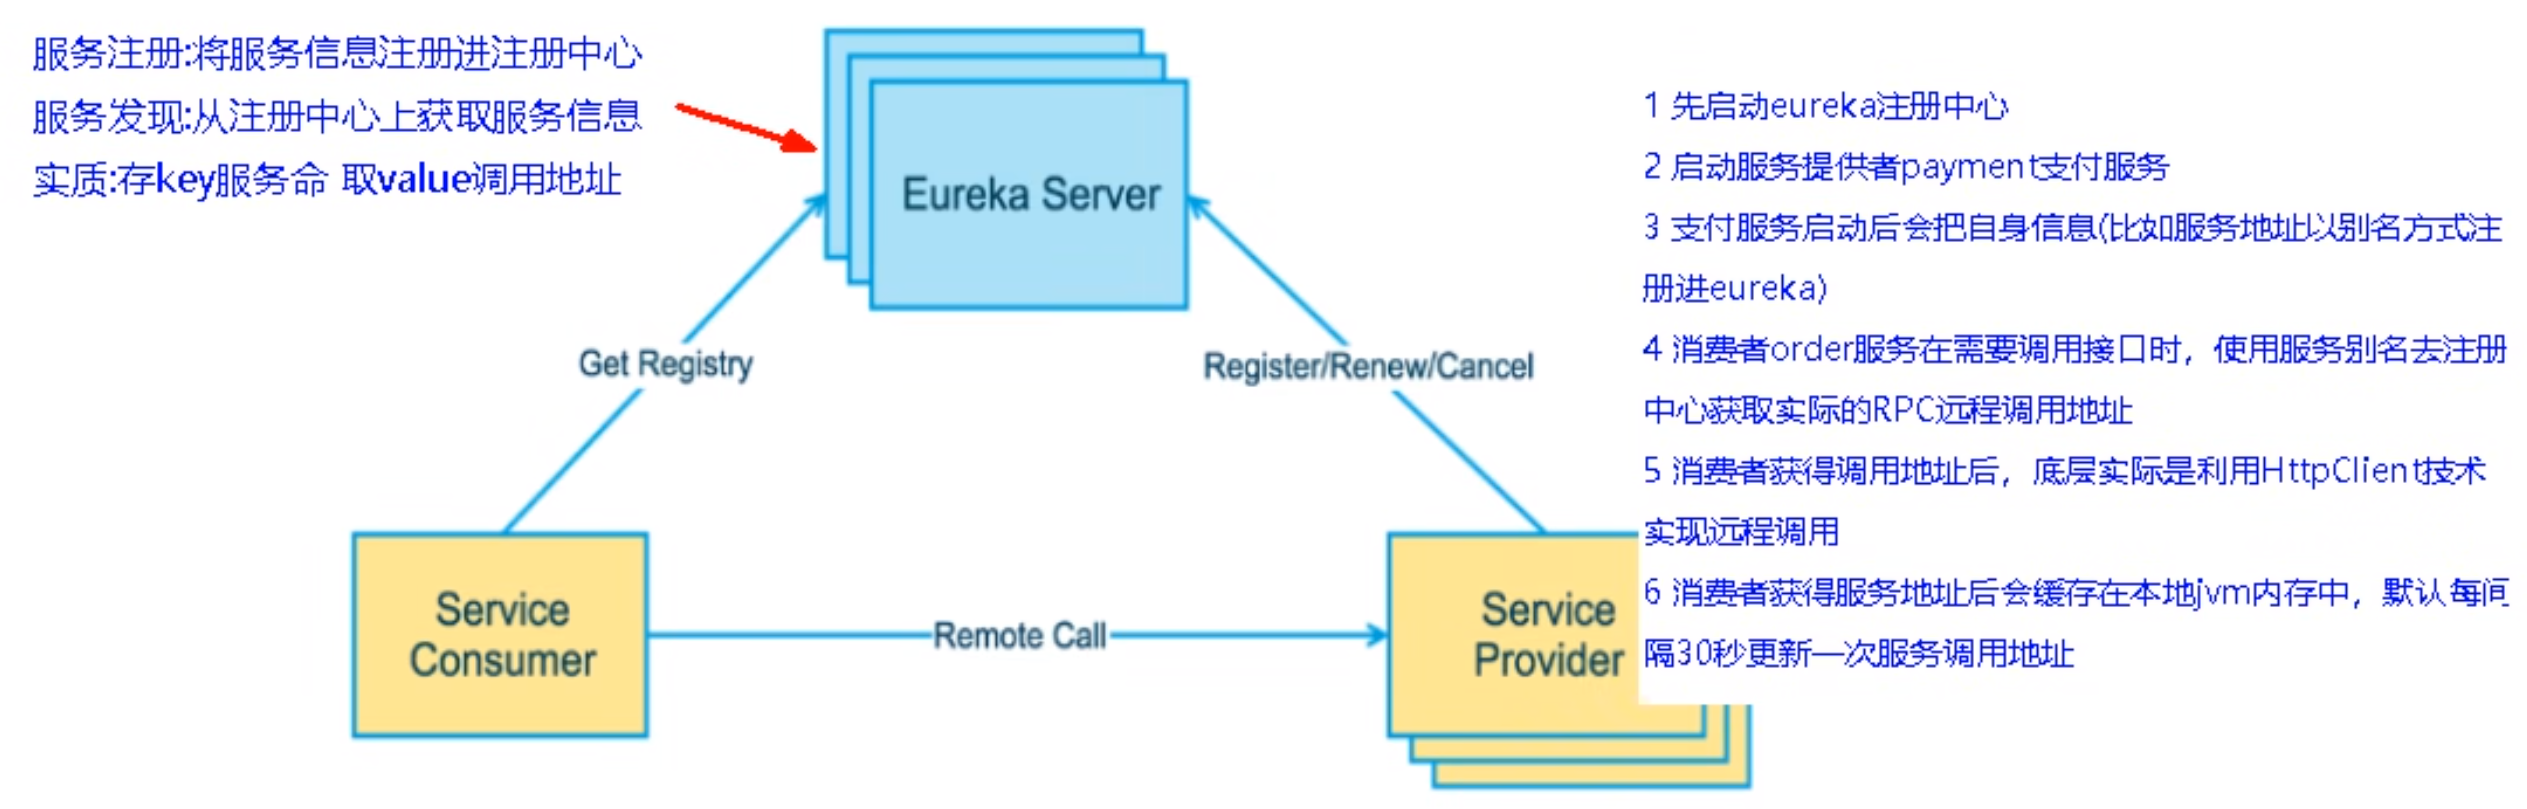 服务注册:将服务信息注册进注册中心
服务发现:从注册中心上获取服务信息
实质:存key服务命 取value调用地址
Eureka Server
Get Registry
Register/Renew/Cancel
Service
Consumer
Remote Call
Service
Provider
1 先启动eureka注册中心
2 启动服务提供者payment支付服务
3 支付服务启动后会把自身信息(比如服务地址以别名方式注
册进eureka)
4 消费者order服务在需要调用接口时，使用服务别名去注册
中心获取实际的RPC远程调用地址
5 消费者获得调用地址后，底层实际是利用HttpClient技术
实现远程调用
6 消费者获得服务地址后会缓存在本地jvm内存中，默认每间
隔30秒更新一次服务调用地址